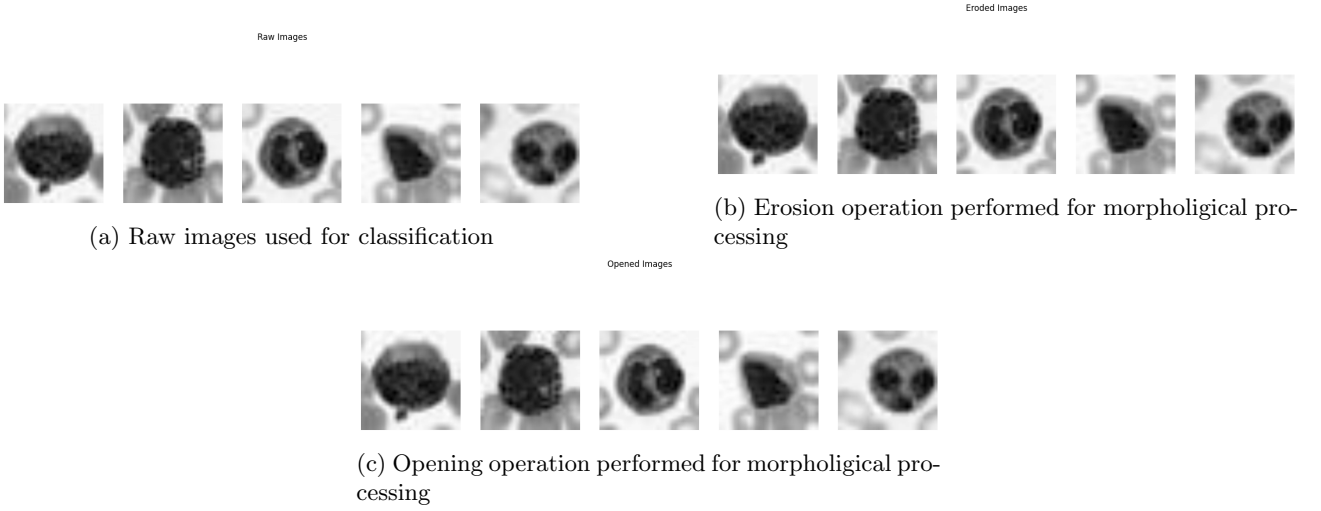 Raw Images
(a) Raw images used for classification
Eroded Images
(b) Erosion operation performed for morpholigical pro-
cessing
Opened Images
(c) Opening operation performed for morpholigical pro-
cessing